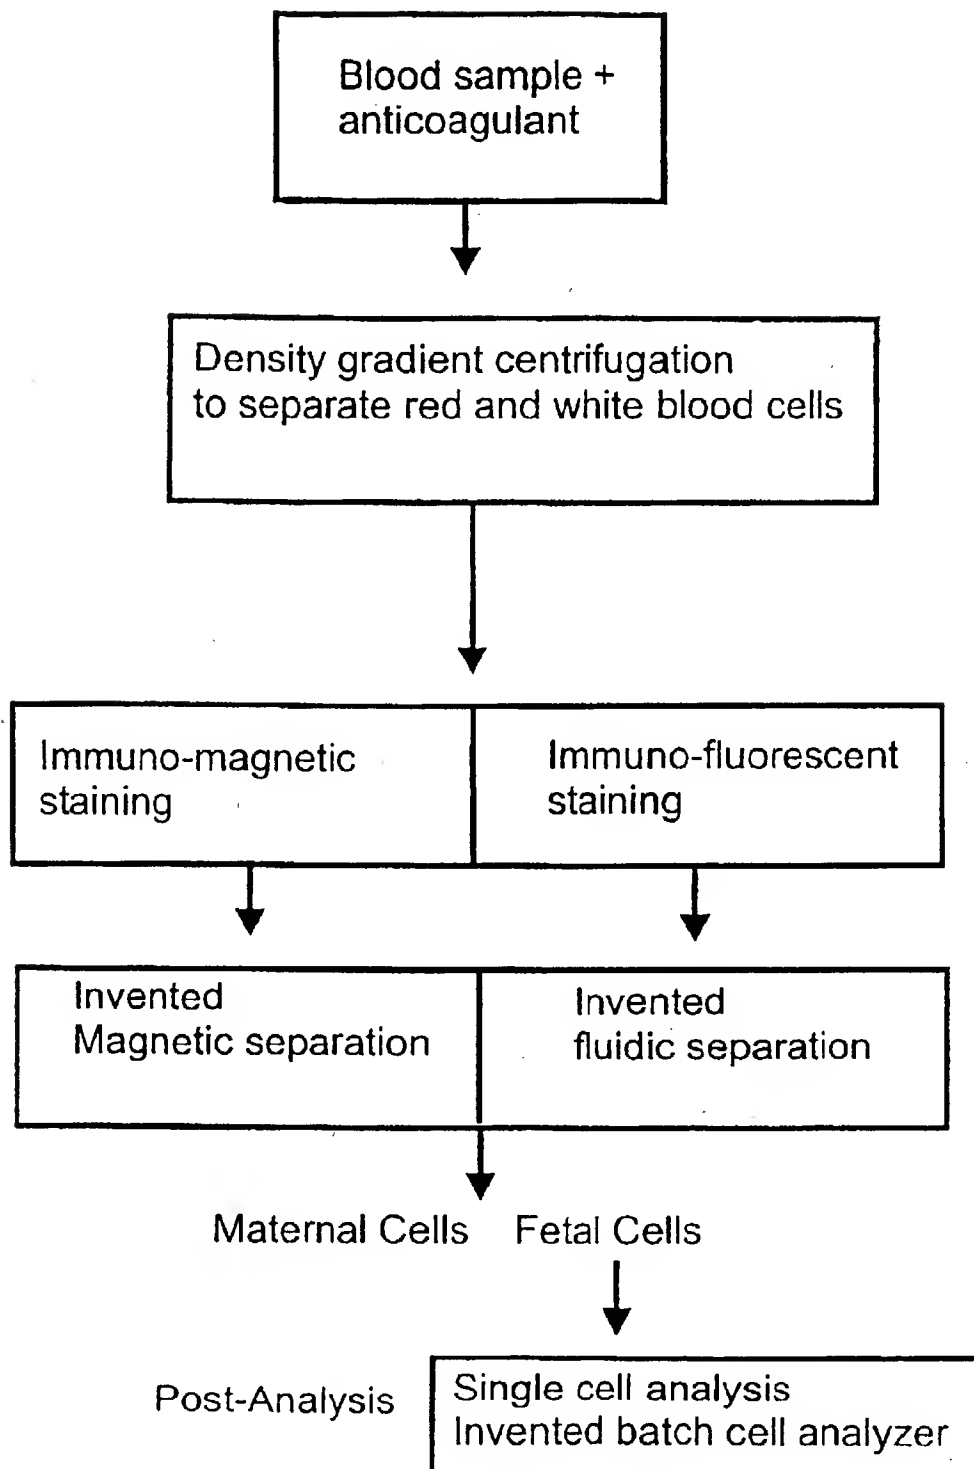 Blood sample +
anticoagulant
Density gradient centrifugation
to separate red and white blood cells
Immuno-magnetic
staining
Immuno-fluorescent
staining
Invented
Magnetic separation
Invented
fluidic separation
Maternal Cells
Fetal Cells
Post-Analysis
Single cell analysis
Invented batch cell analyzer